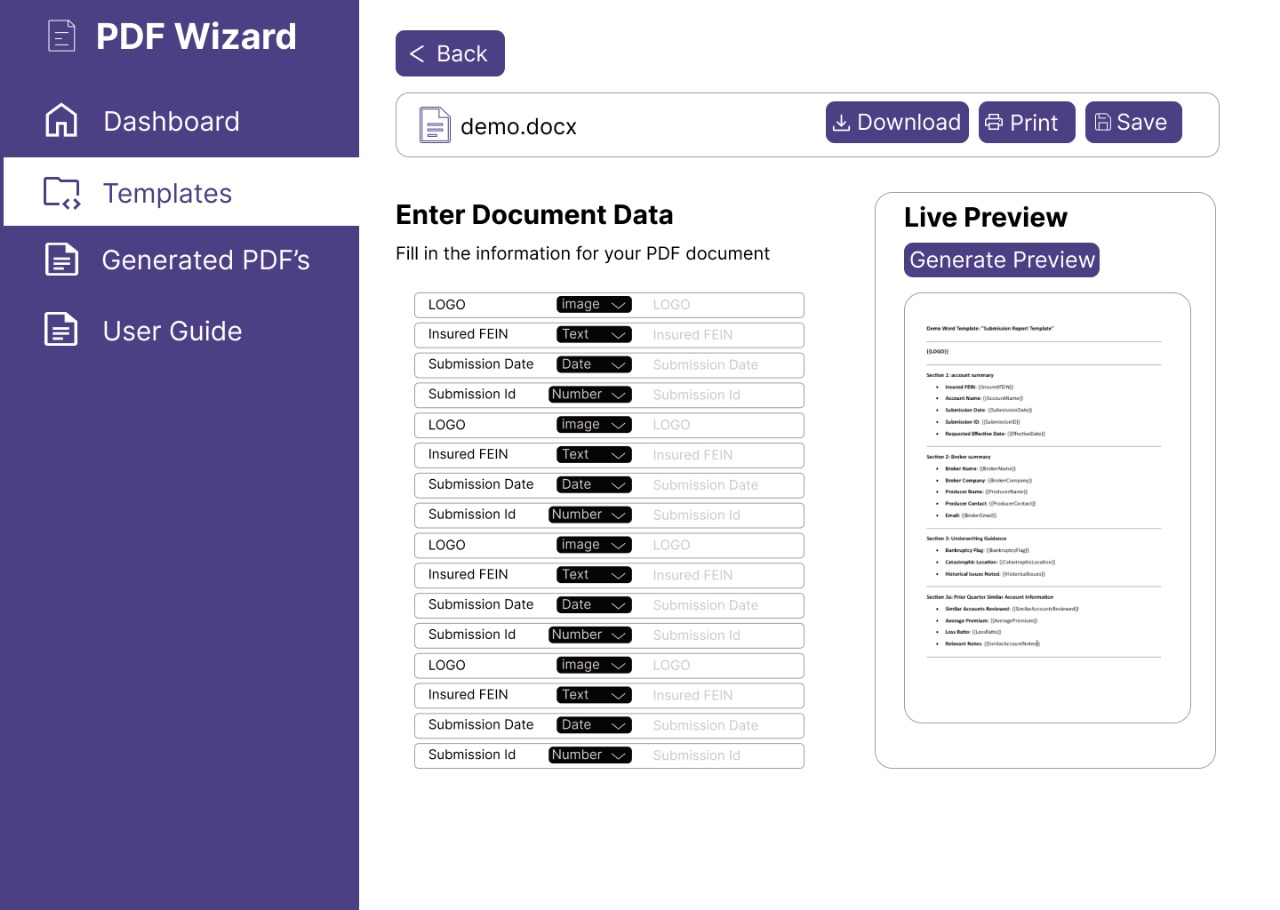 PDF Wizard
Dashboard
Templates
Generated PDF’s
User Guide
Back
demo.docx
Download
Print
Save
Enter Document Data
Fill in the information for your PDF document
LOGO image LOGO
Insured FEIN Text Insured FEIN
Submission Date Date Submission Date
Submission Id Number Submission Id
LOGO image LOGO
Insured FEIN Text Insured FEIN
Submission Date Date Submission Date
Submission Id Number Submission Id
LOGO image LOGO
Insured FEIN Text Insured FEIN
Submission Date Date Submission Date
Submission Id Number Submission Id
LOGO image LOGO
Insured FEIN Text Insured FEIN
Submission Date Date Submission Date
Submission Id Number Submission Id
Live Preview
Generate Preview
Demo Word Template: "Submission Report Template"
{{LOGO}}
Section 1: account summary
• Insured FEIN: {{InsuredFEIN}}
• Account Name: {{AccountName}}
• Submission Date: {{SubmissionDate}}
• Submission ID: {{SubmissionID}}
• Requested Effective Date: {{EffectiveDate}}
Section 2: Broker summary
• Broker Name: {{BrokerName}}
• Broker Company: {{BrokerCompany}}
• Producer Name: {{ProducerName}}
• Producer Contact: {{ProducerContact}}
• Email: {{BrokerEmail}}
Section 3: Underwriting Guidance
• Bankruptcy Flag: {{BankruptcyFlag}}
• Catastrophic Location: {{CatastrophicLocation}}
• Historical Issues Noted: {{HistoricalIssues}}
Section 3a: Prior Quarter Similar Account Information
• Similar Accounts Reviewed: {{SimilarAccountsReviewed}}
• Average Premium: {{AveragePremium}}
• Loss Ratio: {{LossRatio}}
• Relevant Notes: {{SimilarAccountNotes}}